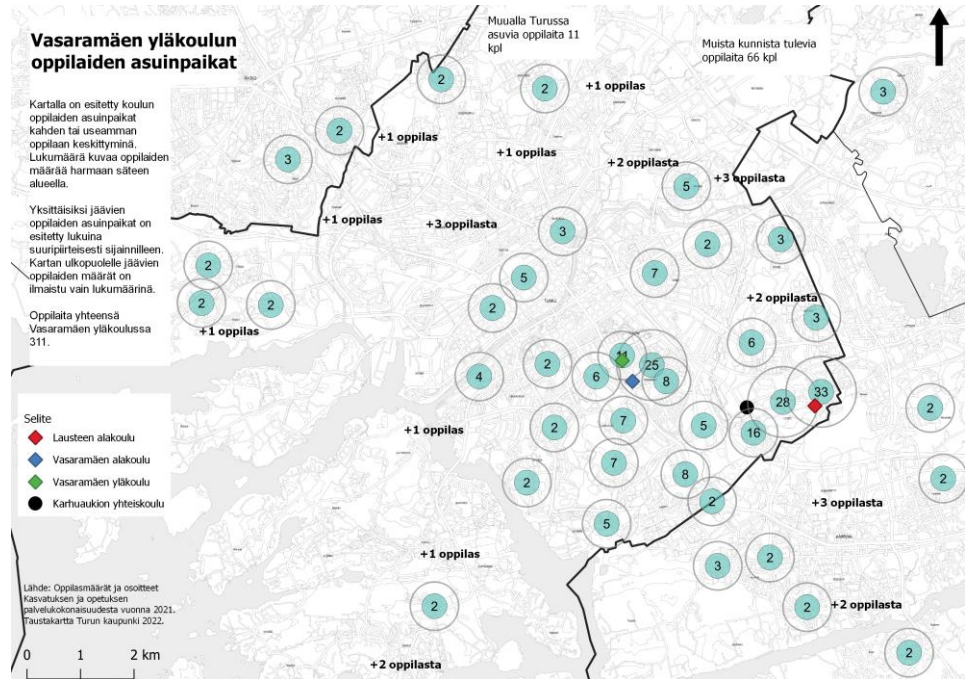 Vasaramäen yläkoulun
oppilaiden asuinpaikat
Kartalla on esitetty koulun
oppilaiden asuinpaikat
kahden tai useamman
oppilaan keskittyminä.
Lukumäärä kuvaa oppilaiden
määrää harmaan säteen
alueella.
Yksittäisiksi jäävien
oppilaiden asuinpaikat on
esitetty lukuina
suuripiirteisesti sijainnilleen.
Kartan ulkopuolelle jäävien
oppilaiden määrät on
ilmaistu vain lukumäärinä.
Oppilaita yhteensä
Vasaramäen yläkoulussa
311.
Muualla Turussa
asuvia oppilaita 11
kpl
Muista kunnista tulevia
oppilaita 66 kpl
2
2
+1 oppilas
3
2
+1 oppilas
3
+1 oppilas
+2 oppilasta
+3 oppilasta
5
+1 oppilas
+3 oppilasta
3
2
3
2
5
7
2
2
2
+2 oppilasta
3
+1 oppilas
6
11
25
4
2
6
8
28
33
2
+1 oppilas
2
7
5
16
7
8
2
2
2
+3 oppilasta
5
+1 oppilas
3
2
2
2
+2 oppilasta
2
+2 oppilasta
Selite
Lausteen alakoulu
Vasaramäen alakoulu
Vasaramäen yläkoulu
Karhuaukion yhteiskoulu
Lähde: Oppilasmäärät ja osoitteet
Kasvatuksen ja opetuksen
palvelukokonaisuudesta vuonna 2021.
Taustakartta Turun kaupunki 2022.
0 1 2 km